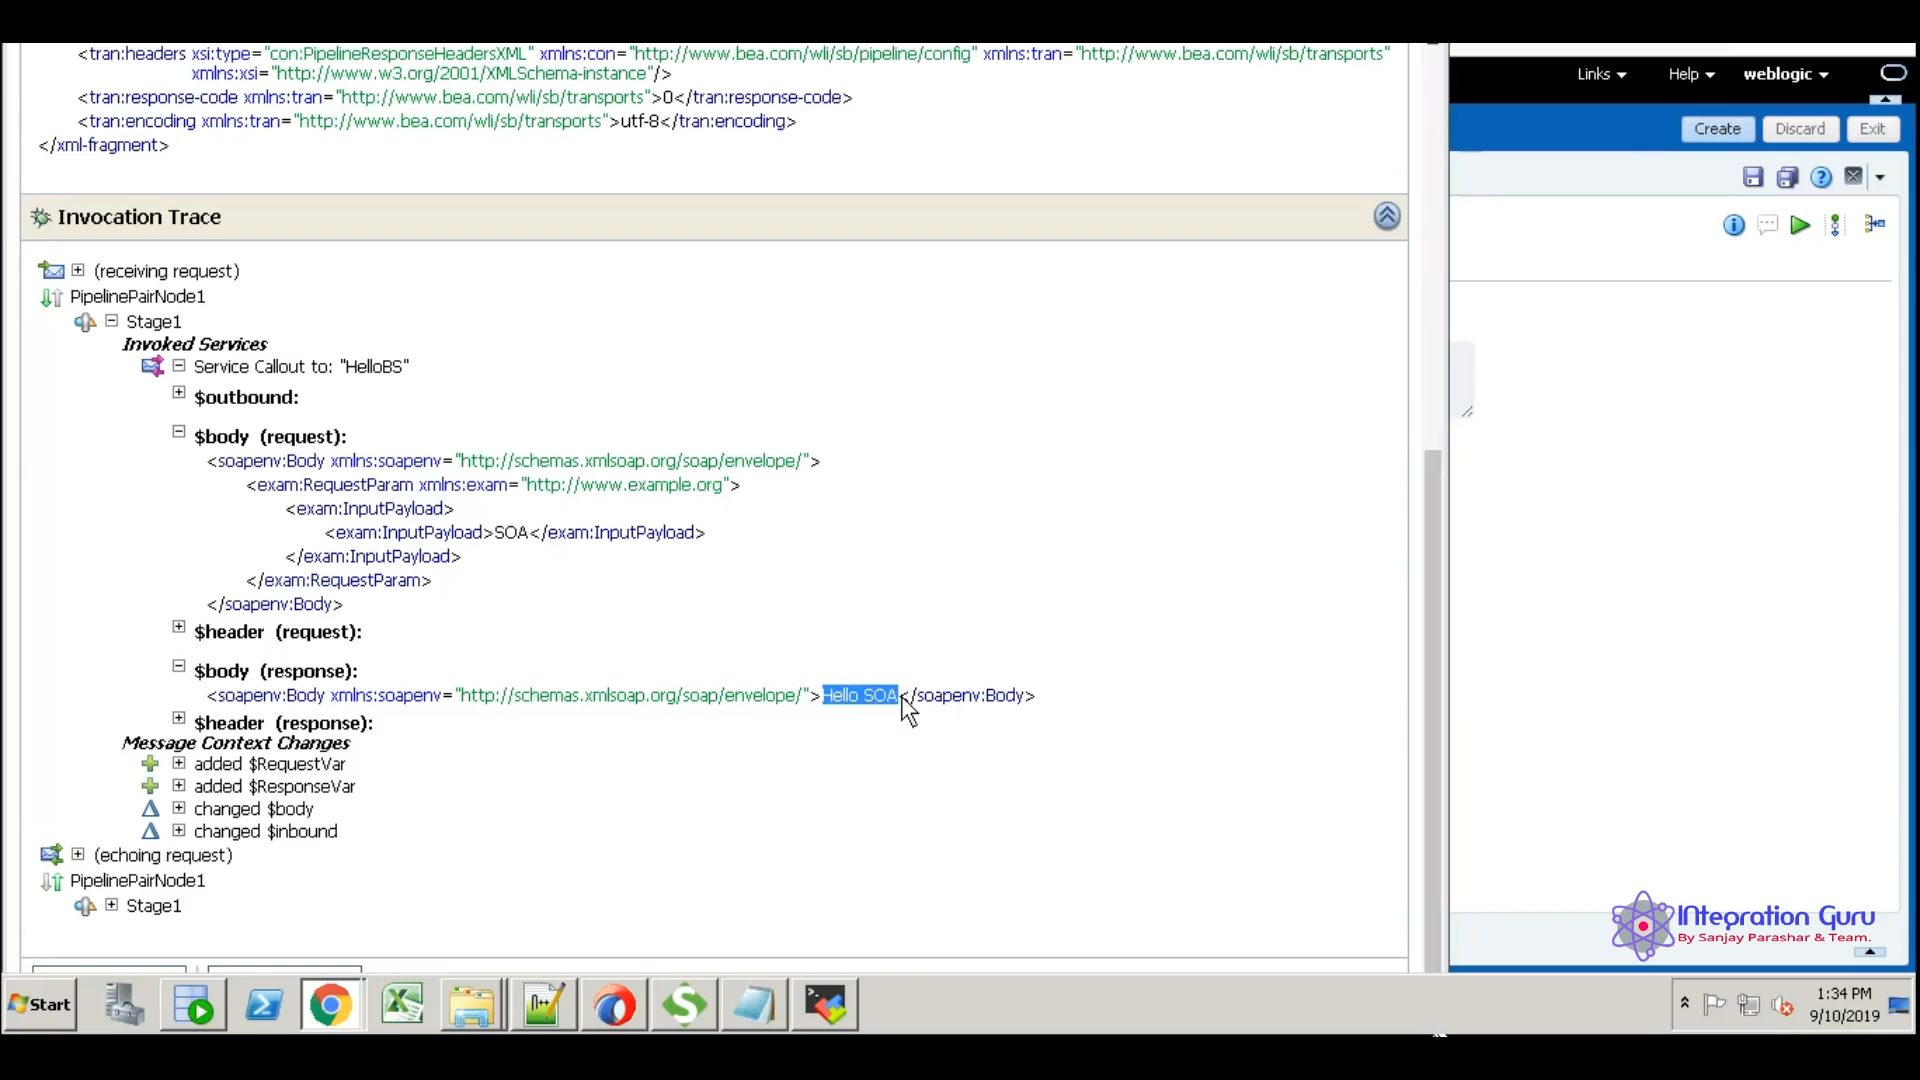 <tran:headers xsi:type="con:PipelineResponseHeadersXML" xmlns:con="http://www.bea.com/wli/sb/pipeline/config" xmlns:tran="http://www.bea.com/wli/sb/transports"
xmlns:xsi="http://www.w3.org/2001/XMLSchema-instance"/>
<tran:response-code xmlns:tran="http://www.bea.com/wli/sb/transports">0</tran:response-code>
<tran:encoding xmlns:tran="http://www.bea.com/wli/sb/transports">utf-8</tran:encoding>
</xml-fragment>
Links Help weblogic
Create Discard Exit
Invocation Trace
(receiving request)
PipelinePairNode1
Stage1
Invoked Services
Service Callout to: "HelloBS"
$outbound:
$body (request):
<soapenv:Body xmlns:soapenv="http://schemas.xmlsoap.org/soap/envelope/">
<exam:RequestParam xmlns:exam="http://www.example.org">
<exam:InputPayload>
<exam:InputPayload>SOA</exam:InputPayload>
</exam:InputPayload>
</exam:RequestParam>
</soapenv:Body>
$header (request):
$body (response):
<soapenv:Body xmlns:soapenv="http://schemas.xmlsoap.org/soap/envelope/">Hello SOA</soapenv:Body>
$header (response):
Message Context Changes
added $RequestVar
added $ResponseVar
changed $body
changed $inbound
(echoing request)
PipelinePairNode1
Stage1
INtegration Guru
By Sanjay Parashar & Team.
Start
1:34 PM
9/10/2019